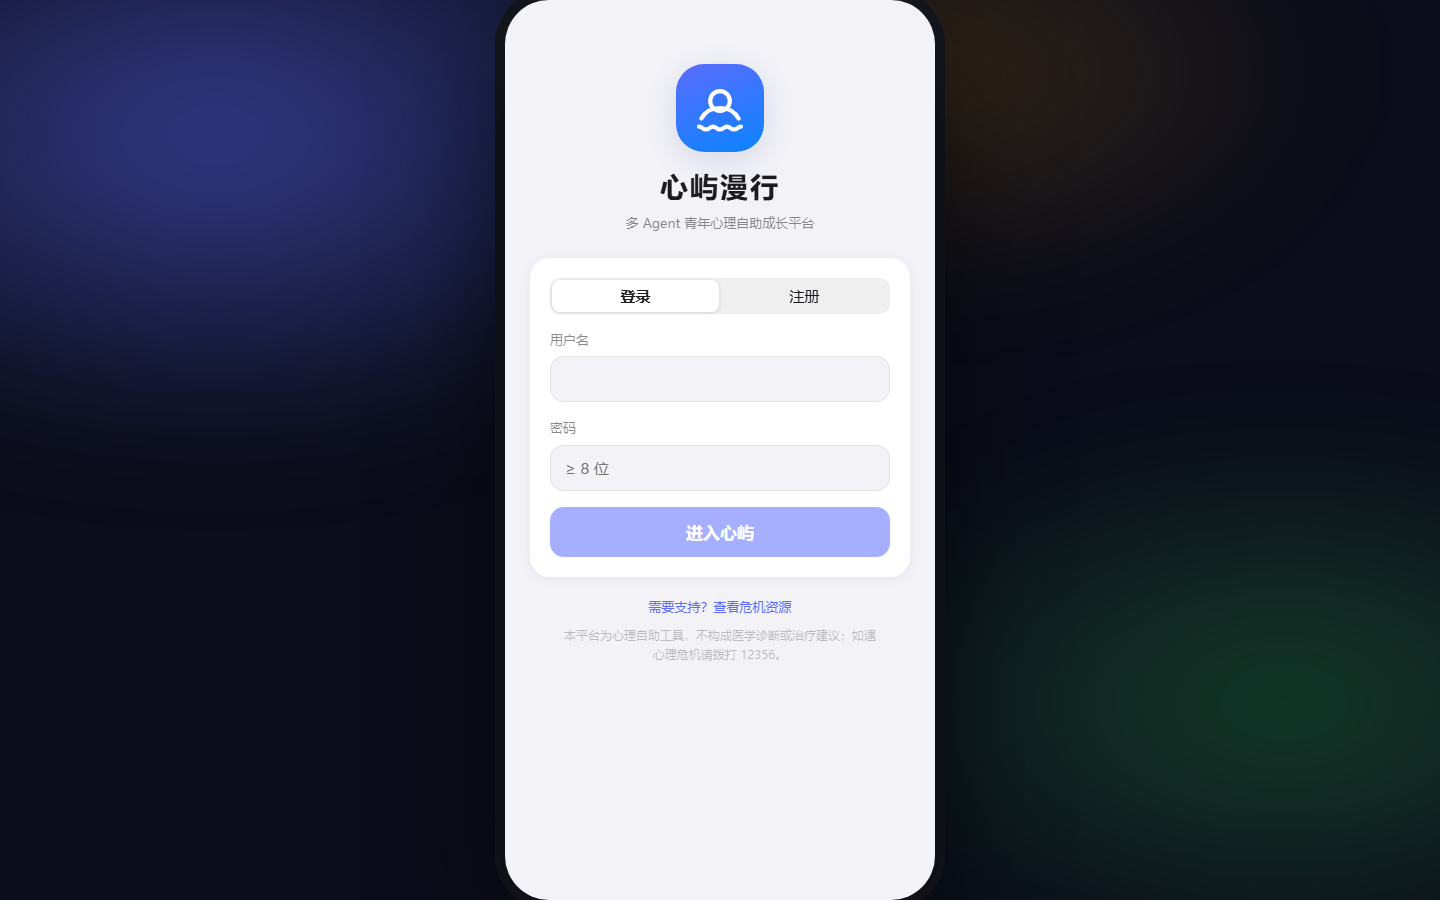 心屿漫行
多 Agent 青年心理自助成长平台
登录
注册
用户名
密码
≥ 8 位
进入心屿
需要支持？查看危机资源
本平台为心理自助工具，不构成医学诊断或治疗建议；如遇
心理危机请拨打 12356。